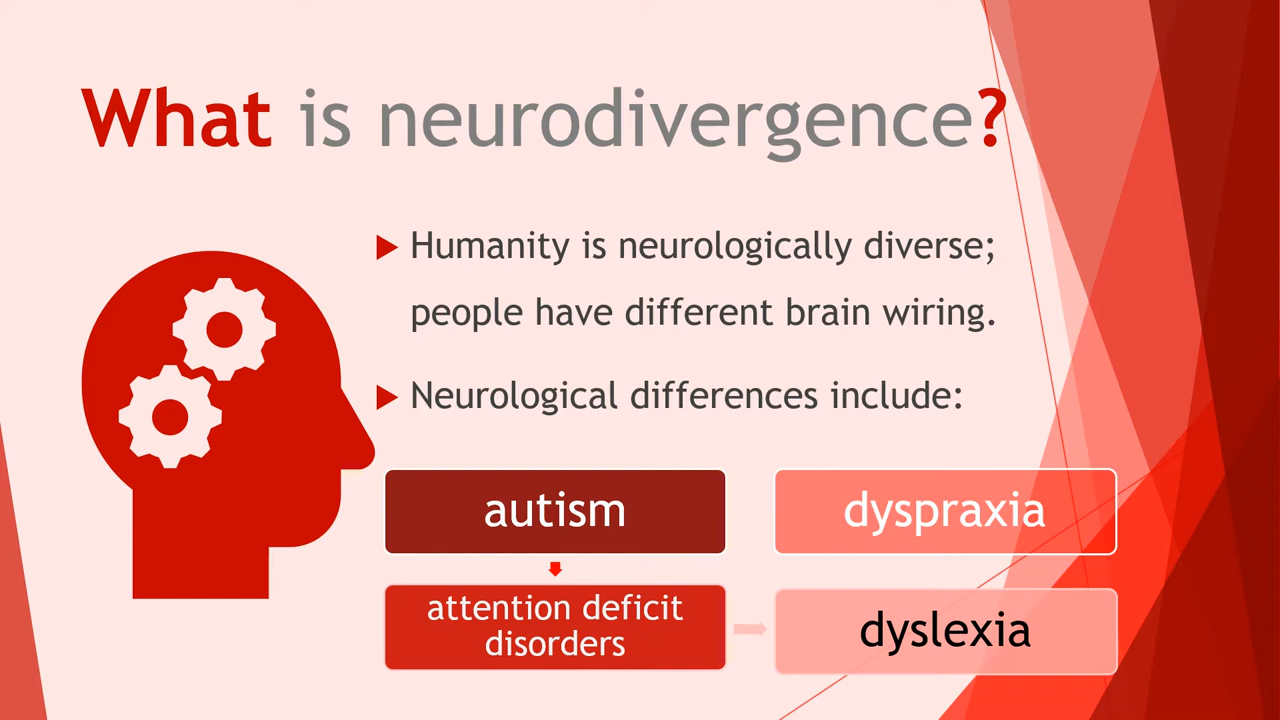 What is neurodivergence?
Humanity is neurologically diverse;
people have different brain wiring.
Neurological differences include:
autism
attention deficit
disorders
dyslexia
dyspraxia